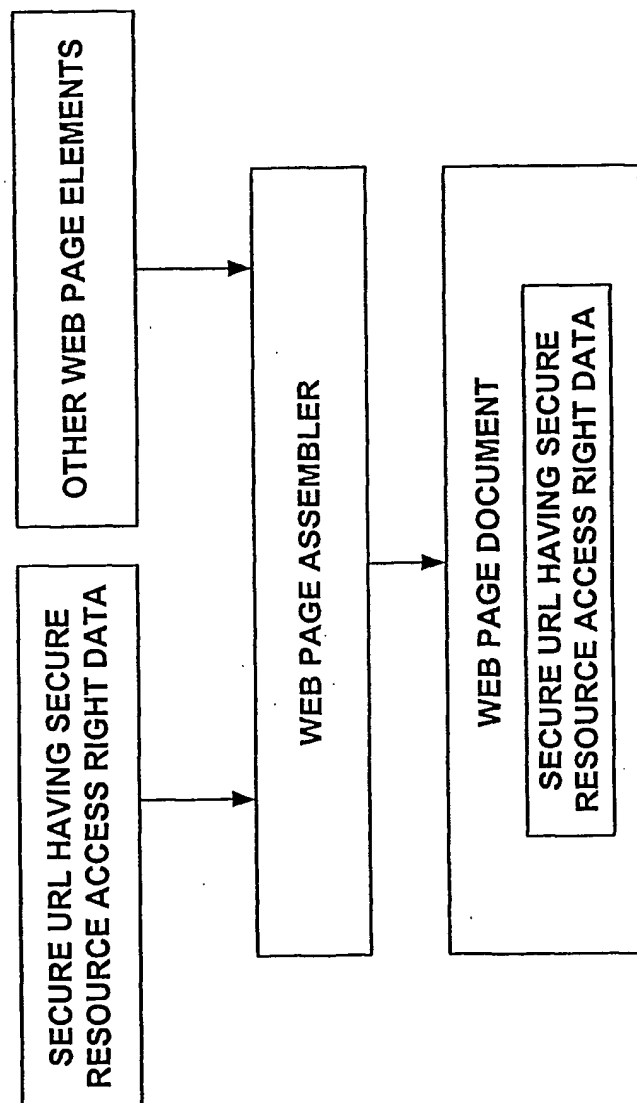 SECURE URL HAVING SECURE
RESOURCE ACCESS RIGHT DATA
OTHER WEB PAGE ELEMENTS
WEB PAGE ASSEMBLER
WEB PAGE DOCUMENT
SECURE URL HAVING SECURE
RESOURCE ACCESS RIGHT DATA